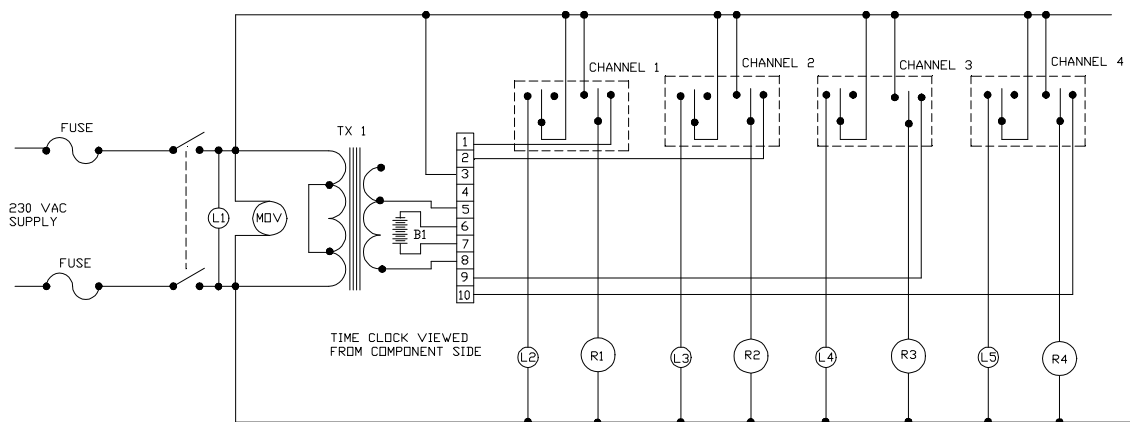 CHANNEL 1
CHANNEL 2
CHANNEL 3
CHANNEL 4
FUSE
TX 1
1
2
3
4
5
6
7
8
9
10
230 VAC
SUPPLY
L1
MOV
B1
FUSE
TIME CLOCK VIEWED
FROM COMPONENT SIDE
L2
R1
L3
R2
L4
R3
L5
R4